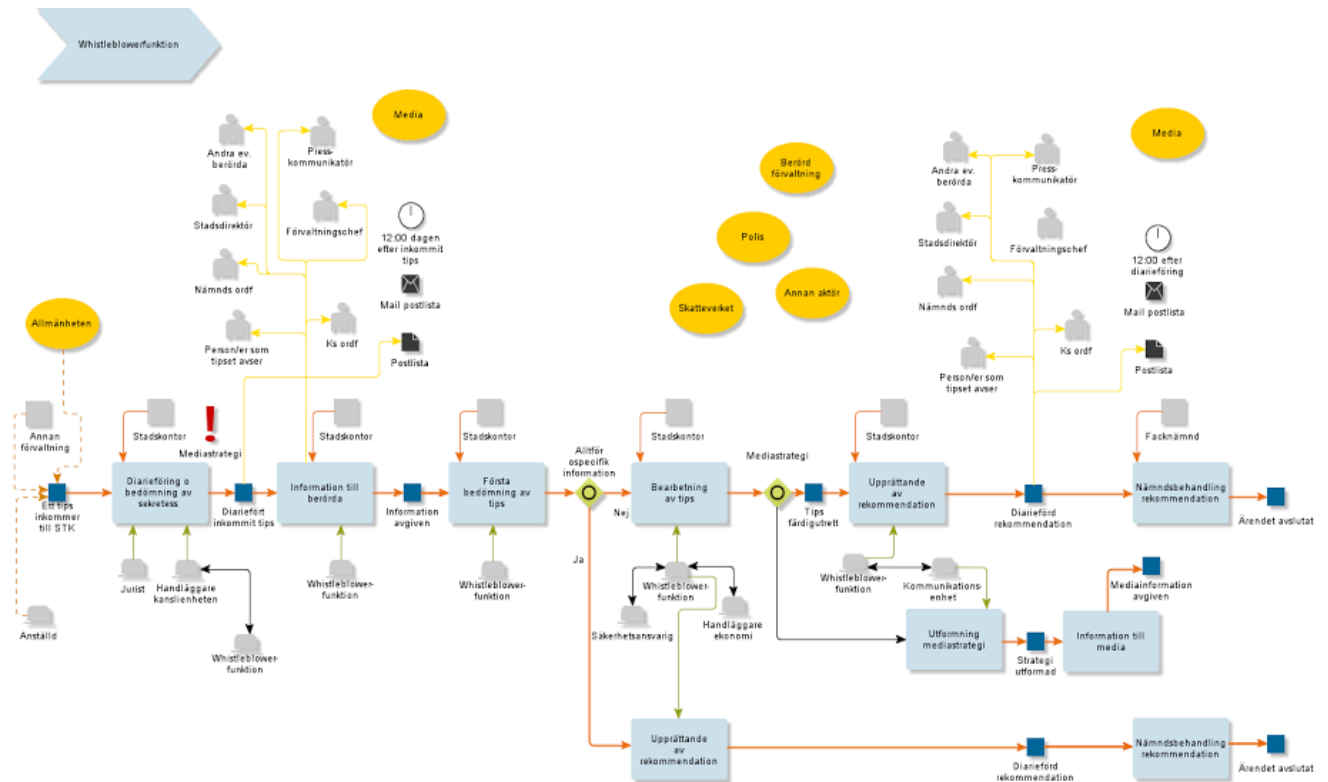 Whistleblowerfunktion
Media
Andra ev.
berörda
Press-
kommunikatör
Stadsdirektör
Förvaltningschef
12:00 dagen
efter inkommit
tips
Nämnds ordf
Mail postlista
Person/er som
tipset avser
Ks ordf
Postlista
Berörd
förvaltning
Polis
Annan aktör
Skatteverket
Media
Andra ev.
berörda
Press-
kommunikatör
Stadsdirektör
Förvaltningschef
12:00 efter
diarieföring
Nämnds ordf
Mail postlista
Person/er som
tipset avser
Ks ordf
Postlista
Allmänheten
Annan
förvaltning
Stadskontor
Mediastrategi
Stadskontor
Stadskontor
Alltför
ospecifik
information
Stadskontor
Mediastrategi
Stadskontor
Facknämnd
Ett tips
inkommer
till STK
Diarieföring o
bedömning av
sekretess
Diariefört
inkommit tips
Information till
berörda
Information
avgiven
Första
bedömning av
tips
Nej
Ja
Bearbetning
av tips
Tips
färdigutrett
Upprättande
av
rekommendation
Diarieförd
rekommendation
Nämndsbehandling
rekommendation
Ärendet avslutat
Anställd
Jurist
Handläggare
kanslienheten
Whistleblower-
funktion
Whistleblower-
funktion
Whistleblower-
funktion
Whistleblower-
funktion
Säkerhetsansvarig
Handläggare
ekonomi
Whistleblower-
funktion
Kommunikations-
enhet
Utformning
mediastrategi
Strategi
utformad
Information till
media
Mediainformation
avgiven
Upprättande
av
rekommendation
Diarieförd
rekommendation
Nämndsbehandling
rekommendation
Ärendet avslutat